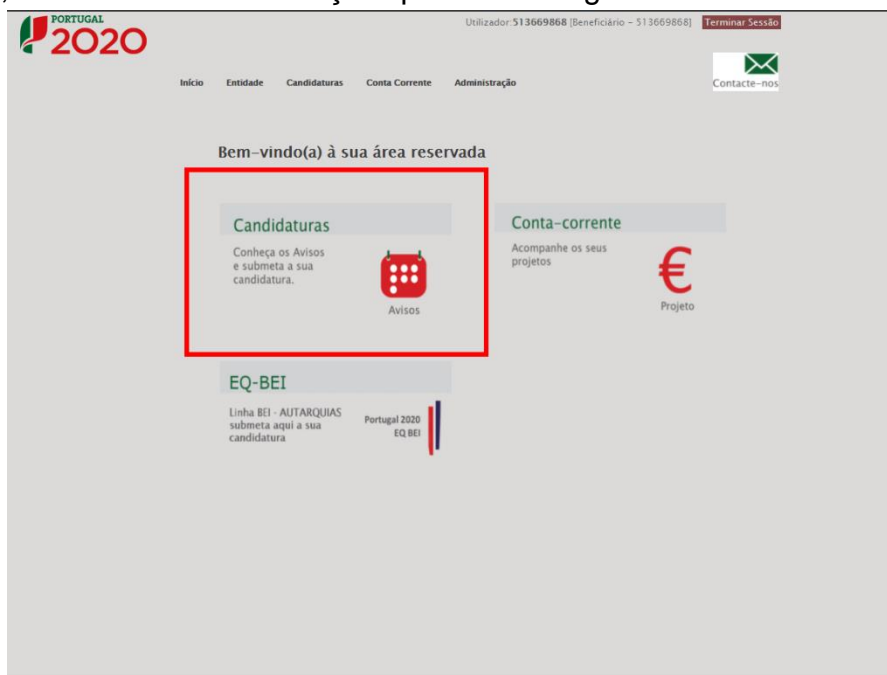 PORTUGAL
2020
Utilizador:513669868 [Beneficiário - 513669868] Terminar Sessão
Contacte-nos
Início Entidade Candidaturas Conta Corrente Administração
Bem-vindo(a) à sua área reservada
Candidaturas
Conheça os Avisos
e submeta a sua
candidatura.
Avisos
Conta-corrente
Acompanhe os seus
projetos
€
Projeto
EQ-BEI
Linha BEI - AUTARQUIAS
submeta aqui a sua
candidatura
Portugal 2020
EQ BEI